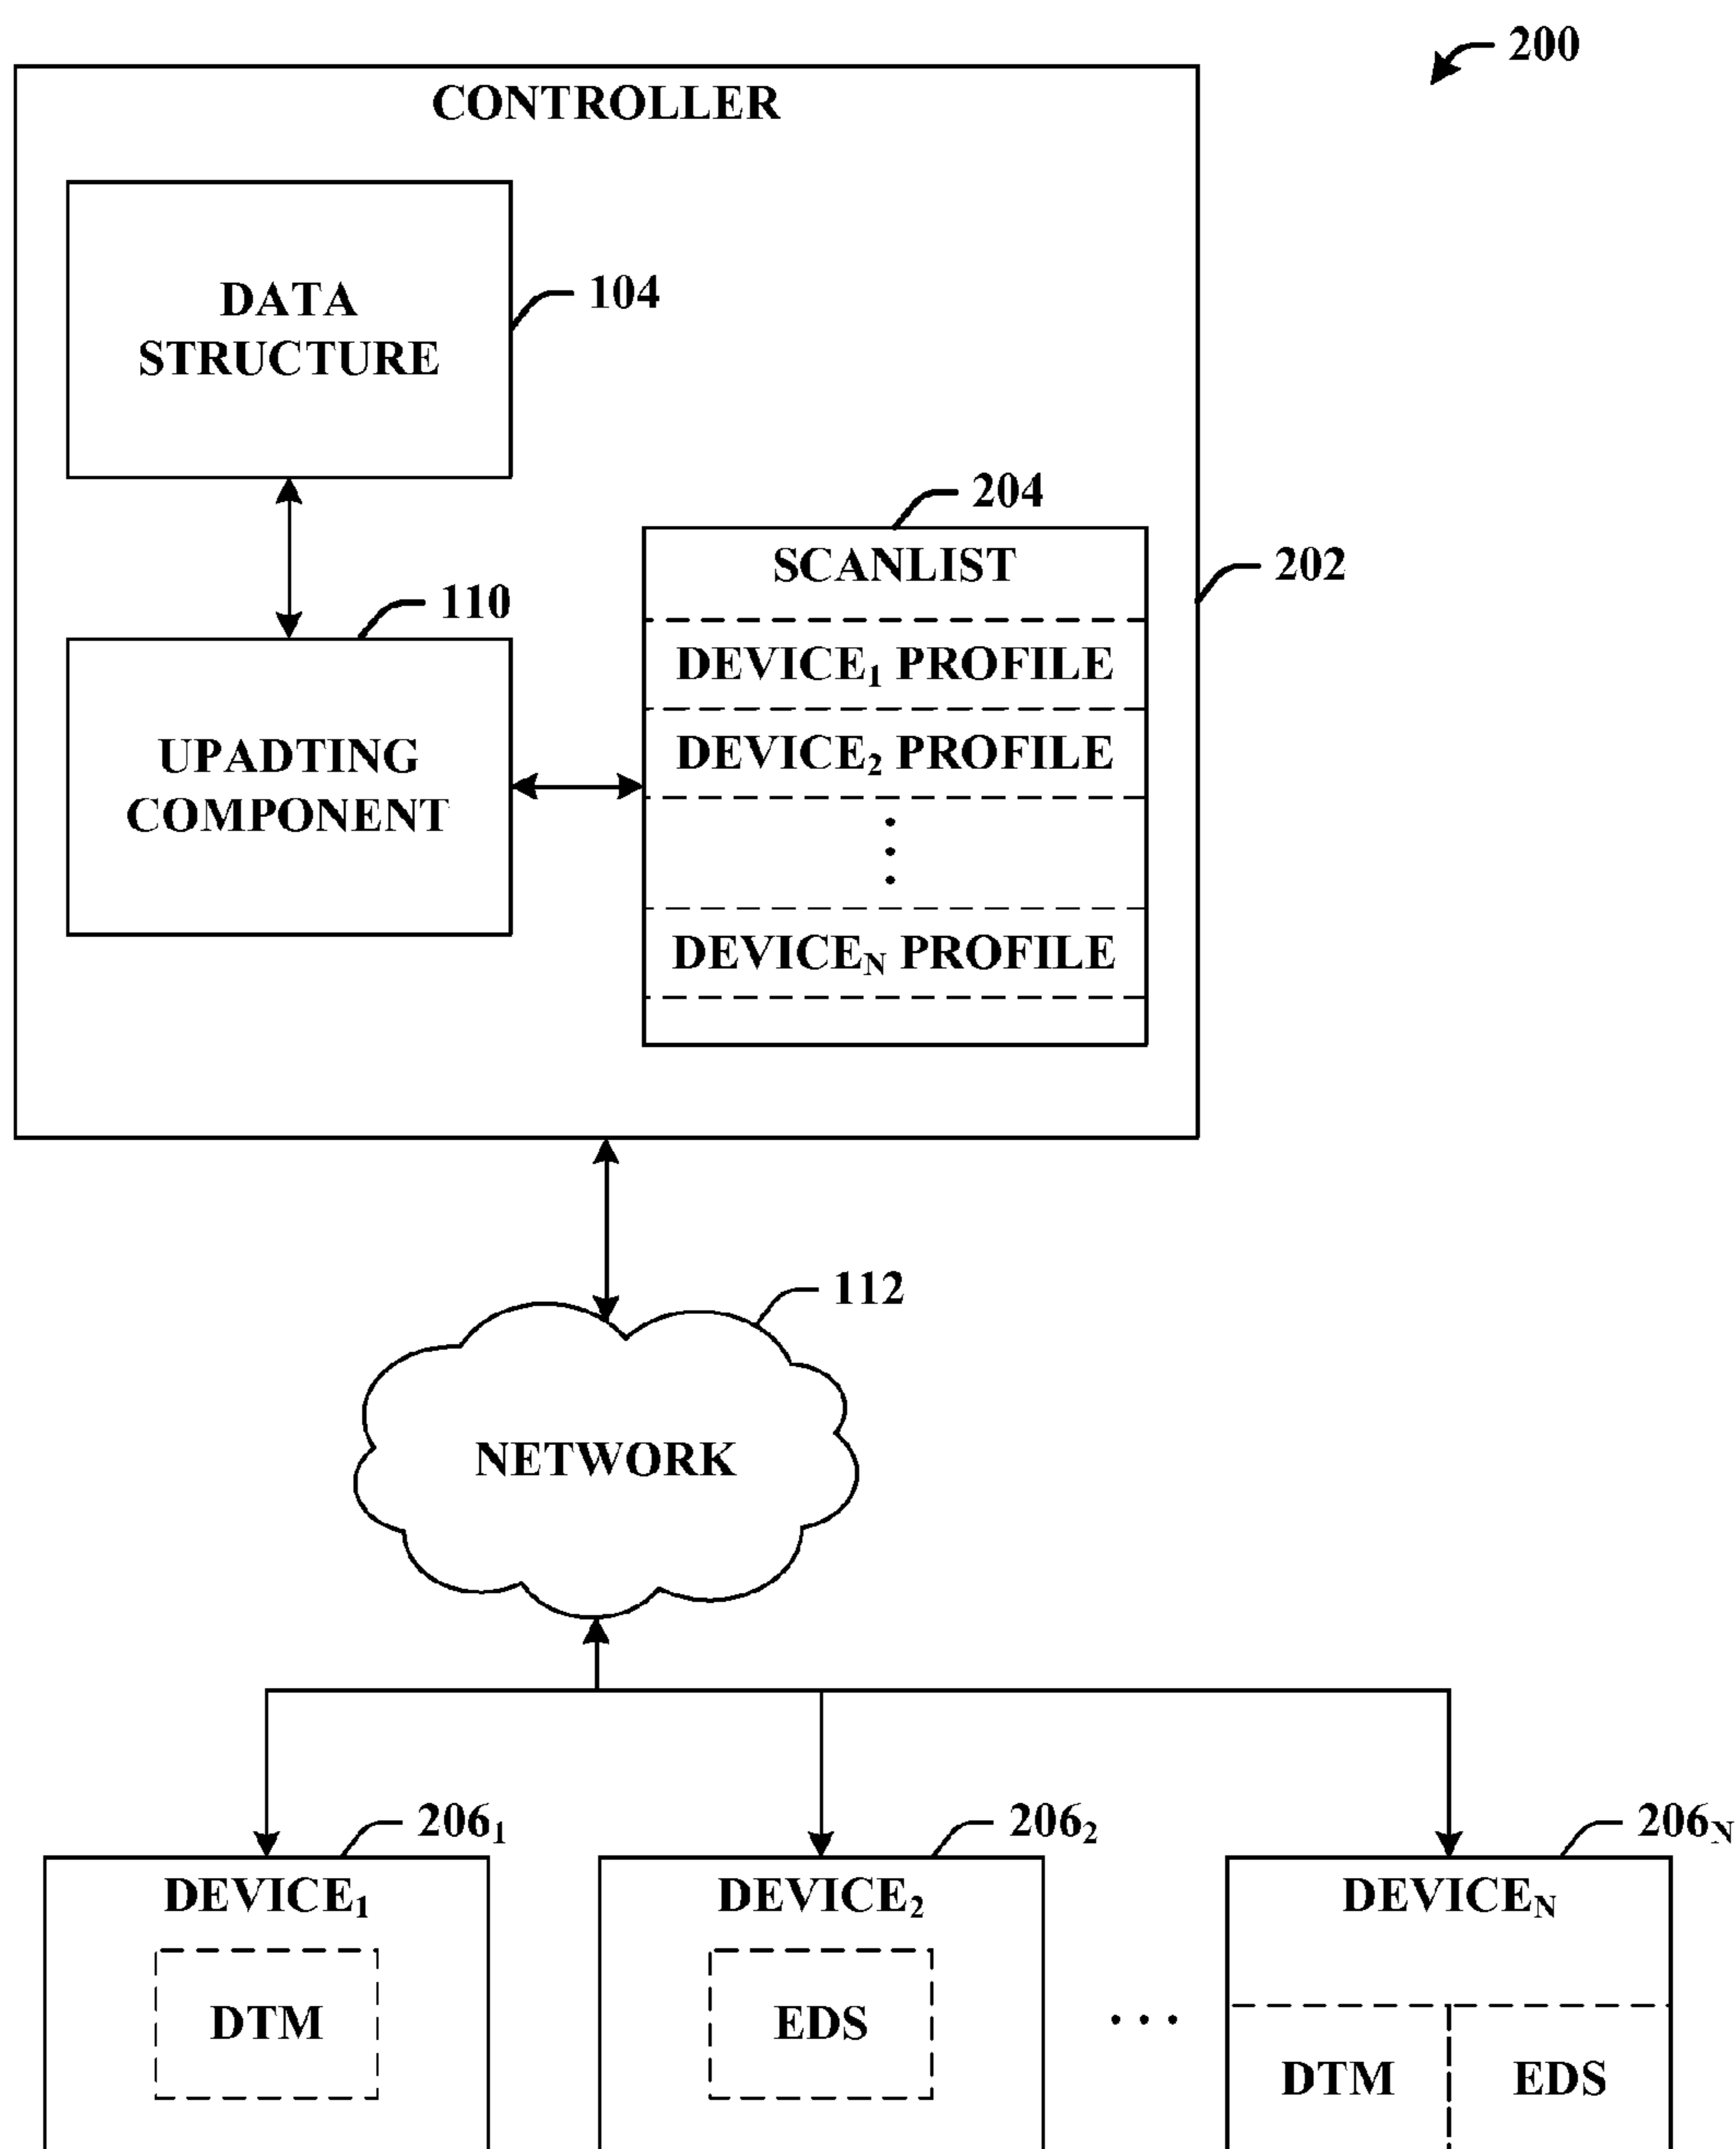 200
CONTROLLER
DATA
STRUCTURE
104
204
SCANLIST
202
110
DEVICE1 PROFILE
UPADTING
COMPONENT
DEVICE2 PROFILE
DEVICEN PROFILE
112
NETWORK
2061
2062
206N
DEVICE1
DEVICE2
DEVICEN
DTM
EDS
. . .
DTM
EDS